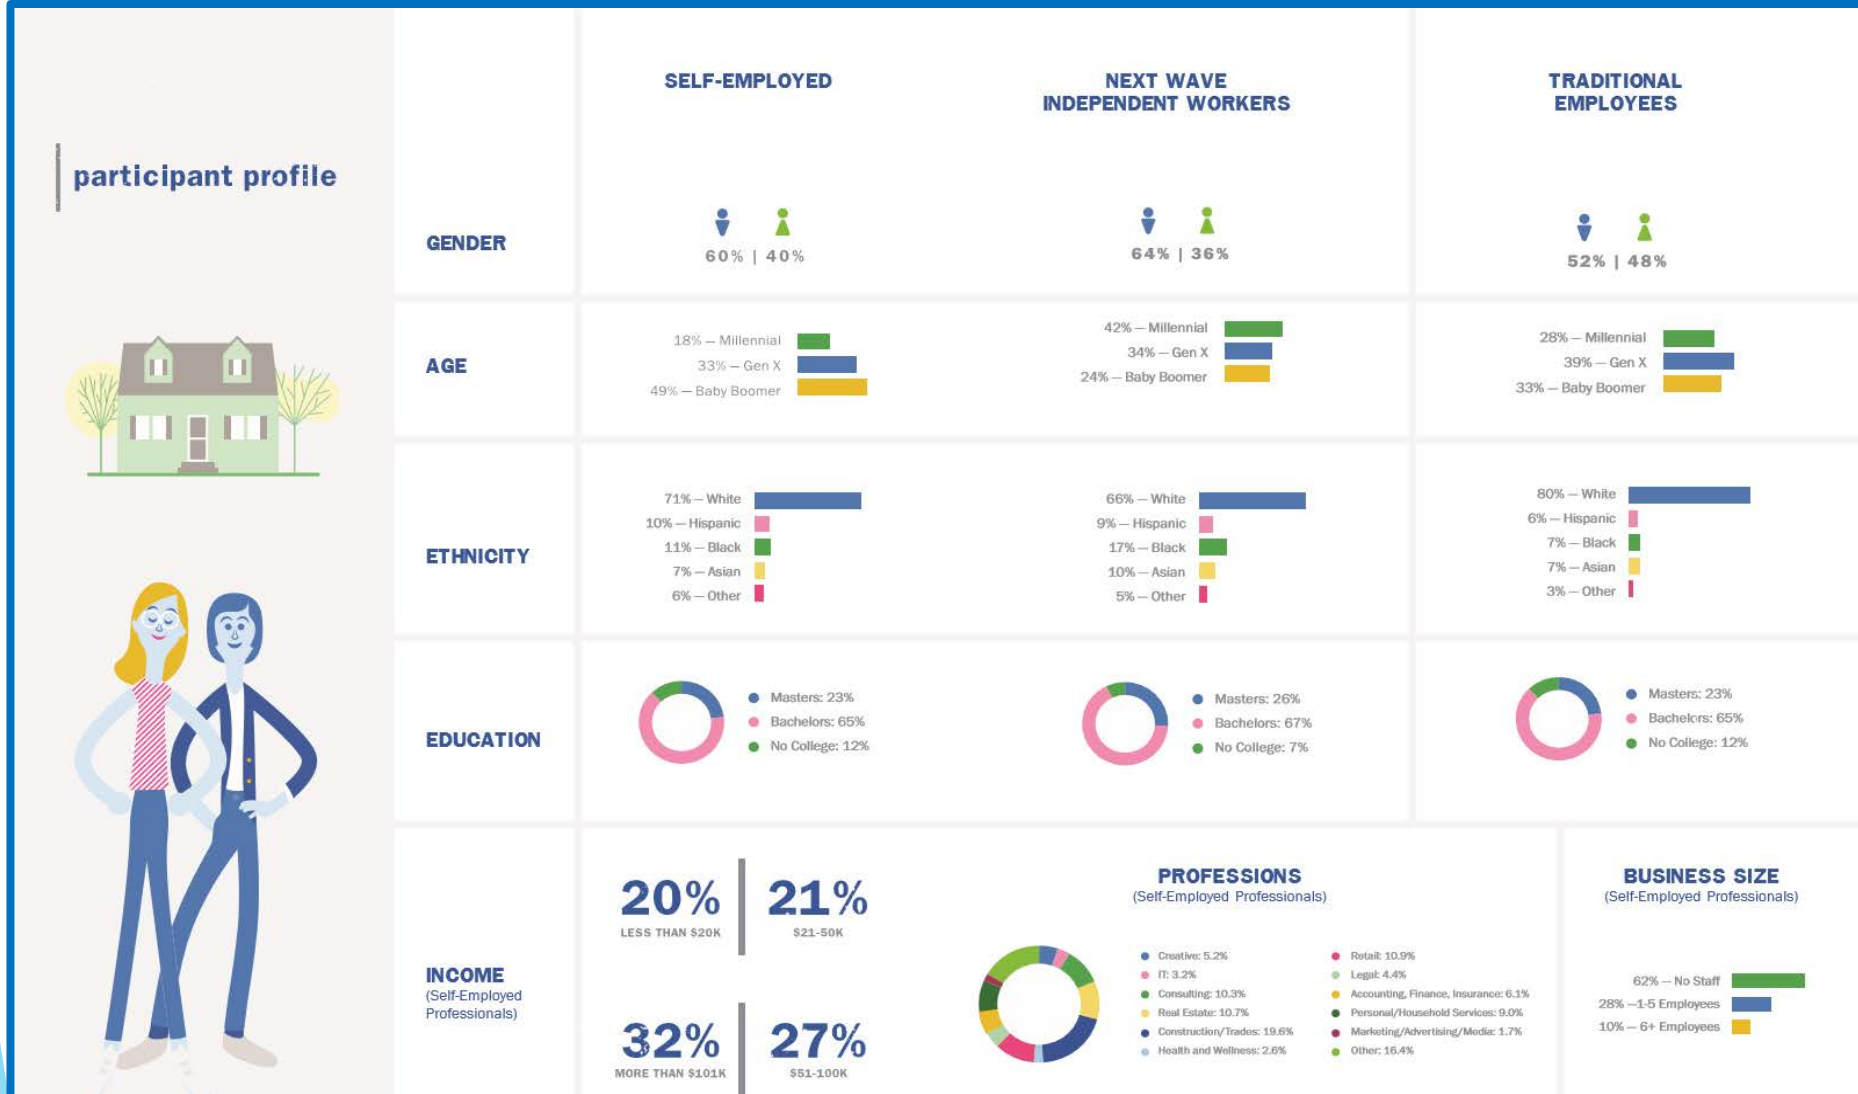 participant profile
SELF-EMPLOYED
NEXT WAVE
INDEPENDENT WORKERS
TRADITIONAL
EMPLOYEES
GENDER
60% | 40%
64% | 36%
52% | 48%
AGE
18% — Millennial
33% — Gen X
49% — Baby Boomer
42% — Millennial
34% — Gen X
24% — Baby Boomer
28% — Millennial
39% — Gen X
33% — Baby Boomer
ETHNICITY
71% — White
10% — Hispanic
11% — Black
7% — Asian
6% — Other
66% — White
9% — Hispanic
17% — Black
10% — Asian
5% — Other
80% — White
6% — Hispanic
7% — Black
7% — Asian
3% — Other
EDUCATION
Masters: 23%
Bachelors: 65%
No College: 12%
Masters: 26%
Bachelors: 67%
No College: 7%
Masters: 23%
Bachelors: 65%
No College: 12%
INCOME
(Self-Employed
Professionals)
20%
LESS THAN $20K
21%
$21-50K
32%
MORE THAN $101K
27%
$51-100K
PROFESSIONS
(Self-Employed Professionals)
Creative: 5.2%
IT: 3.2%
Consulting: 10.3%
Real Estate: 10.7%
Construction/Trades: 19.6%
Health and Wellness: 2.6%
Retail: 10.9%
Legal: 4.4%
Accounting, Finance, Insurance: 6.1%
Personal/Household Services: 9.0%
Marketing/Advertising/Media: 1.7%
Other: 16.4%
BUSINESS SIZE
(Self-Employed Professionals)
62% — No Staff
28% —1-5 Employees
10% — 6+ Employees